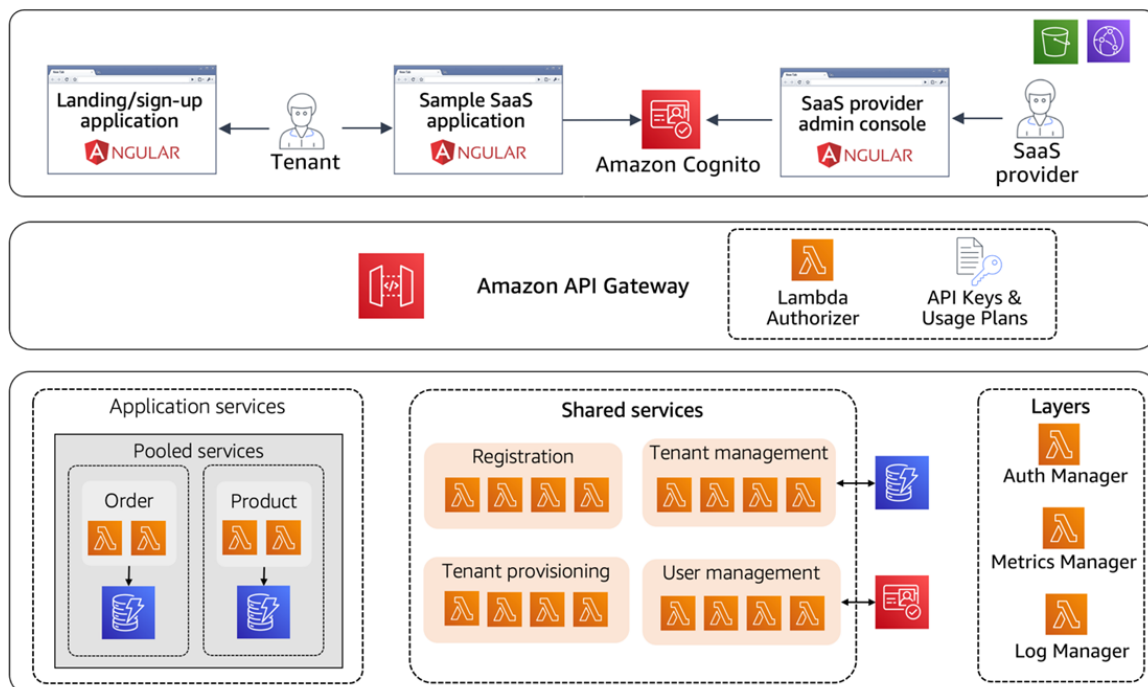 Landing/sign-up
application
ANGULAR
Tenant
Sample SaaS
application
ANGULAR
Amazon Cognito
SaaS provider
admin console
ANGULAR
SaaS
provider
Amazon API Gateway
Lambda
Authorizer
API Keys &
Usage Plans
Application services
Pooled services
Order
Product
Shared services
Registration
Tenant management
Tenant provisioning
User management
Layers
Auth Manager
Metrics Manager
Log Manager